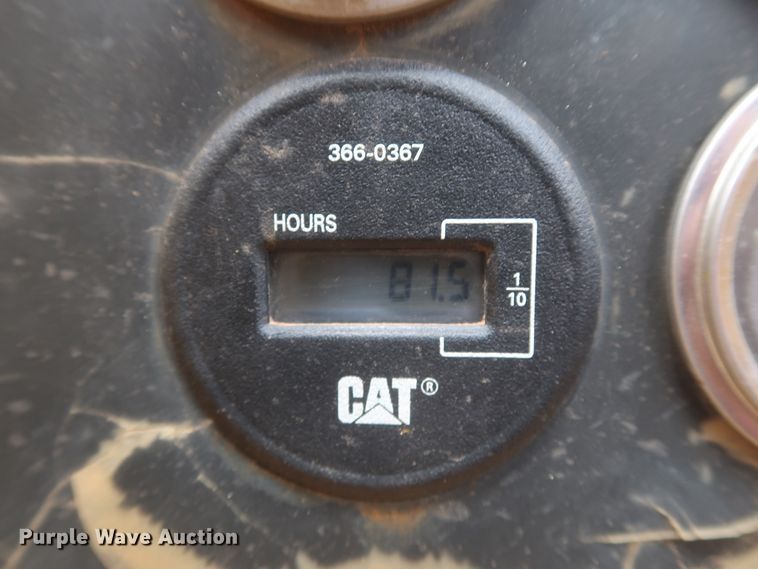 366-0367
HOURS
81.5
1
10
CAT®
Purple Wave Auction